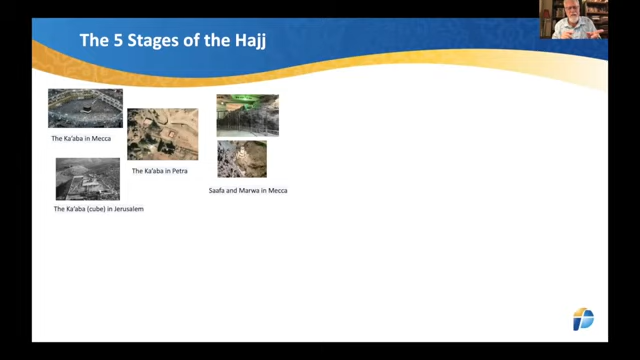 The 5 Stages of the Hajj
The Ka'aba in Mecca
The Ka'aba in Petra
Saafa and Marwa in Mecca
The Ka'aba (cube) in Jerusalem